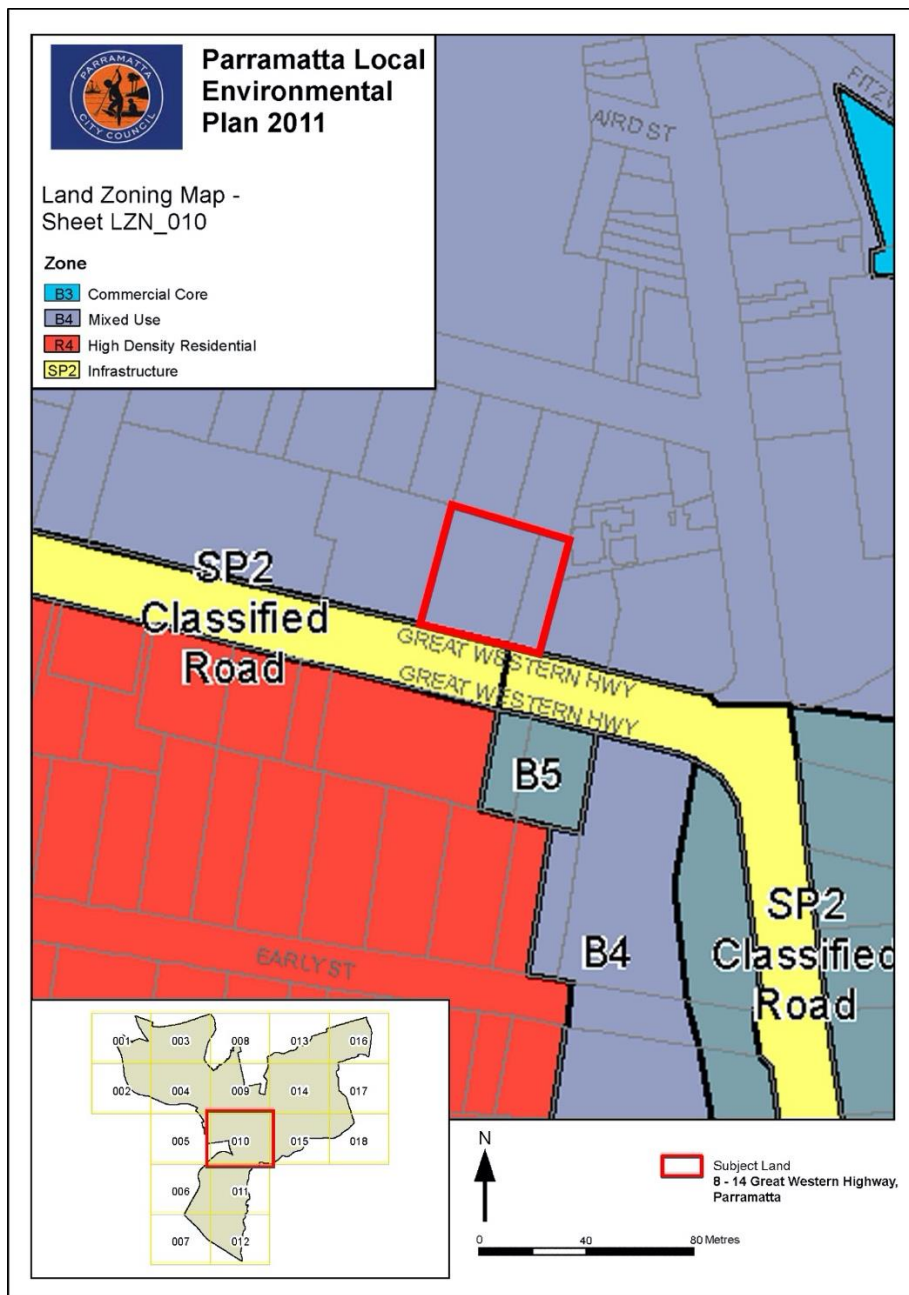 PARRAMATTA
CITY COUNCIL
Parramatta Local
Environmental
Plan 2011
Land Zoning Map -
Sheet LZN_010
Zone
B3 Commercial Core
B4 Mixed Use
R4 High Density Residential
SP2 Infrastructure
AIRD ST
SP2
Classified
Road
GREAT WESTERN HWY
GREAT WESTERN HWY
B5
B4
SP2
Classified
Road
EARLY ST
001 003 008 013 016
002 004 009 014 017
005 010 015 018
006 011
007 012
N
0 40 80 Metres
Subject Land
8 - 14 Great Western Highway,
Parramatta